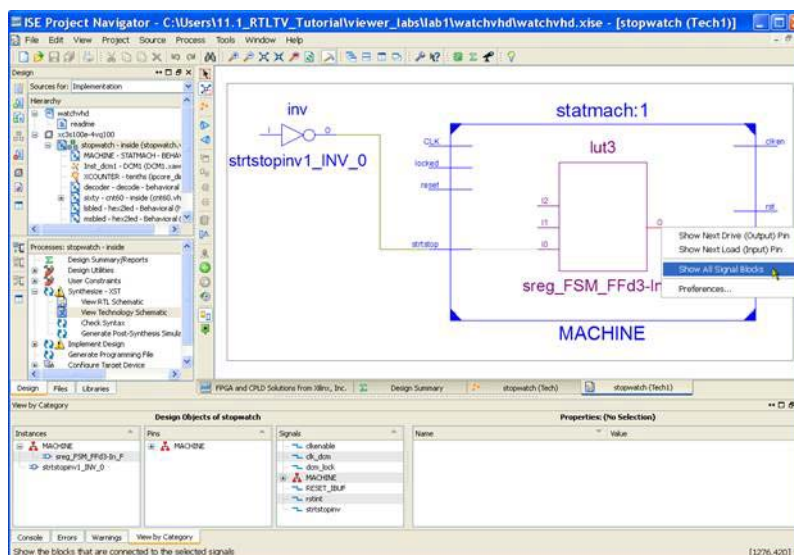 ISE Project Navigator - C:\Users\11.1_RTLTV_Tutorial\viewer_labs\lab1\watchvhd\watchvhd.xise - [stopwatch (Tech1)]
File Edit View Project Source Process Tools Window Help
Design
Sources for: Implementation
Hierarchy
watchvhd
readme
xc3s100e-4vq100
stopwatch - inside (stopwatch.
MACHINE - STATMACH - BEHA
Inst_dcm1 - DCM1 (DCM1.xaw
XCOUNTER - tenths (ipcore_di
decoder - decode - behavioral
sixty - cnt60 - inside (cnt60.vh
lsbled - hex2led - Behavioral (h
msbled - hex2led - Behavioral (
Processes: stopwatch - inside
Design Summary/Reports
Design Utilities
User Constraints
Synthesize - XST
View RTL Schematic
View Technology Schematic
Check Syntax
Generate Post-Synthesis Simula
Implement Design
Generate Programming File
Configure Target Device
Design Files Libraries
inv
I O
strtstopinv1_INV_0
statmach:1
CLK
locked
reset
strtstop
clken
rst
lut3
I2
I1
I0
O
sreg_FSM_FFd3-In
MACHINE
Show Next Drive (Output) Pin
Show Next Load (Input) Pin
Show All Signal Blocks
Preferences...
FPGA and CPLD Solutions from Xilinx, Inc. Design Summary stopwatch (Tech) stopwatch (Tech1)
View by Category
Design Objects of stopwatch
Properties: (No Selection)
Instances
MACHINE
sreg_FSM_FFd3-In_F
strtstopinv1_INV_0
Pins
MACHINE
Signals
clkenable
clk_dcm
dcm_lock
MACHINE
RESET_IBUF
rstint
strtstopinv
Name Value
Console Errors Warnings View by Category
Show the blocks that are connected to the selected signals
[1276,420]